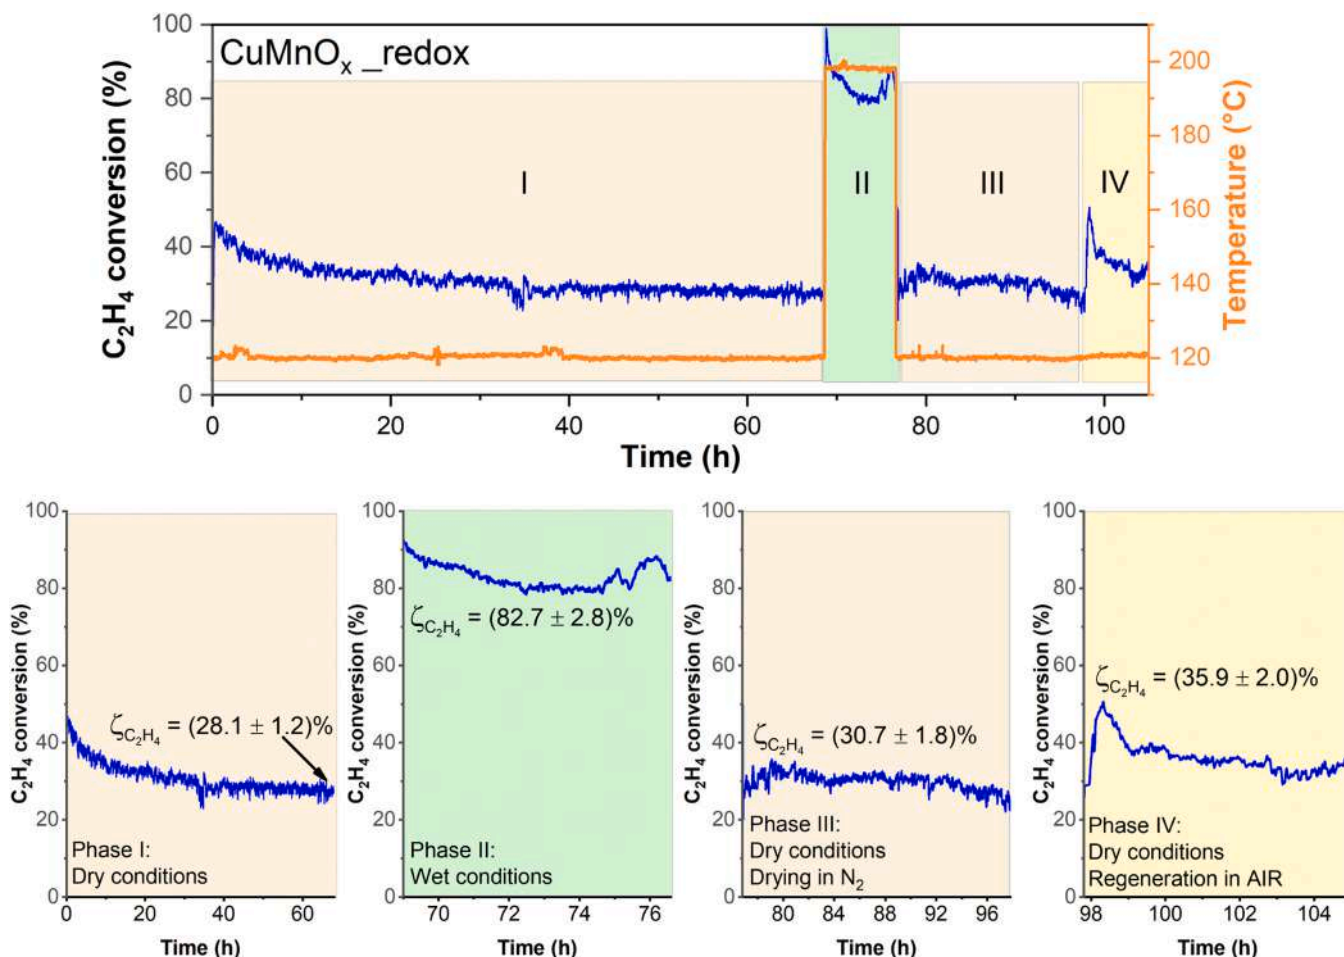 CuMnOₓ _redox
C₂H₄ conversion (%)
100
80
60
40
20
0
I
II
III
IV
200
190
180
170
160
150
140
130
120
Temperature (°C)
0 20 40 60 80 100
Time (h)
C₂H₄ conversion (%)
100
80
60
40
20
0
ζC₂H₄ = (28.1 ± 1.2)%
Phase I:
Dry conditions
0 20 40 60
Time (h)
C₂H₄ conversion (%)
100
80
60
40
20
0
ζC₂H₄ = (82.7 ± 2.8)%
Phase II:
Wet conditions
70 72 74 76
Time (h)
C₂H₄ conversion (%)
100
80
60
40
20
0
ζC₂H₄ = (30.7 ± 1.8)%
Phase III:
Dry conditions
Drying in N₂
80 84 88 92 96
Time (h)
C₂H₄ conversion (%)
100
80
60
40
20
0
ζC₂H₄ = (35.9 ± 2.0)%
Phase IV:
Dry conditions
Regeneration in AIR
98 100 102 104
Time (h)